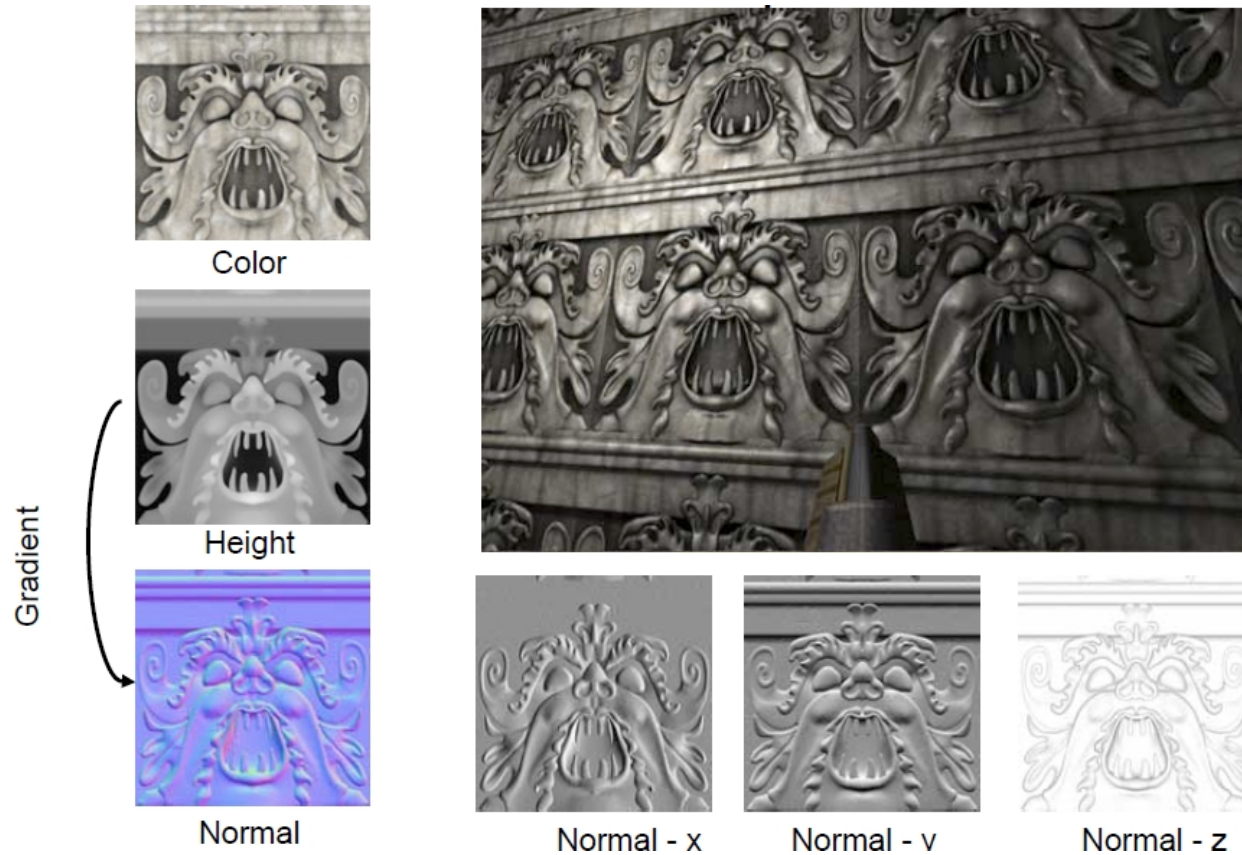 Color
Height
Gradient
Normal
Normal - x
Normal - y
Normal - z